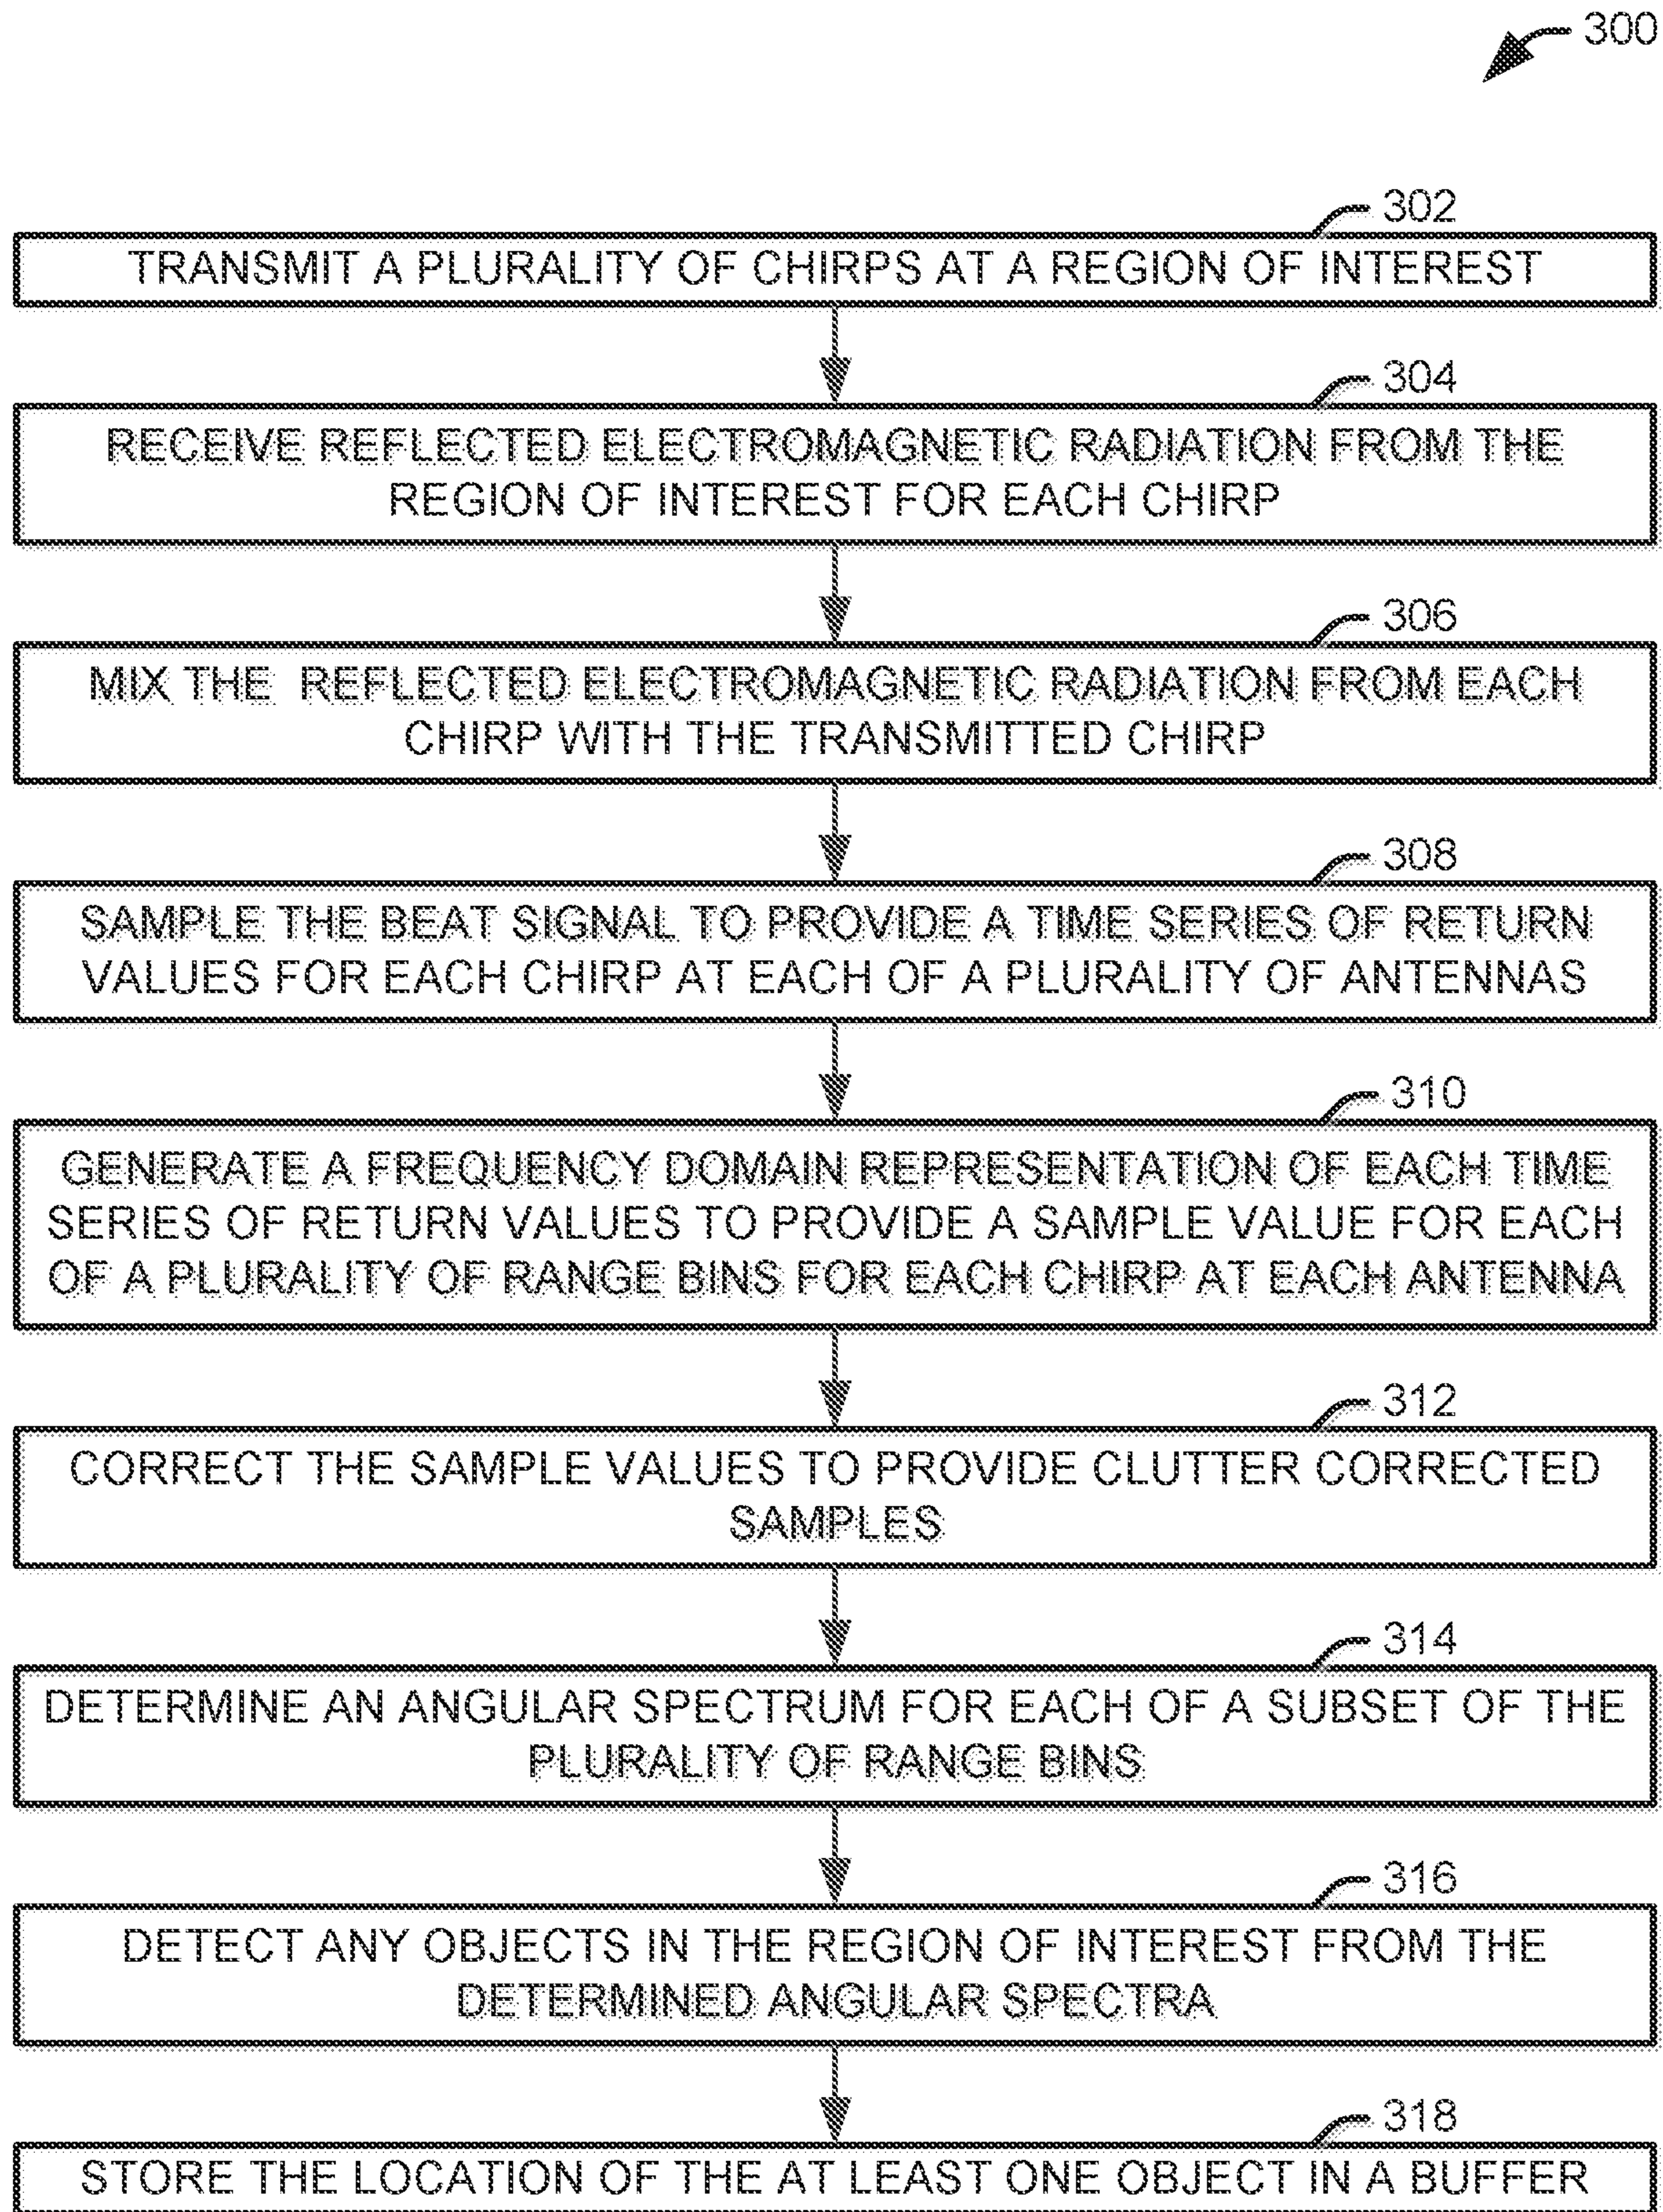 300
302
TRANSMIT A PLURALITY OF CHIRPS AT A REGION OF INTEREST
304
RECEIVE REFLECTED ELECTROMAGNETIC RADIATION FROM THE
REGION OF INTEREST FOR EACH CHIRP
306
MIX THE REFLECTED ELECTROMAGNETIC RADIATION FROM EACH
CHIRP WITH THE TRANSMITTED CHIRP
308
SAMPLE THE BEAT SIGNAL TO PROVIDE A TIME SERIES OF RETURN
VALUES FOR EACH CHIRP AT EACH OF A PLURALITY OF ANTENNAS
310
GENERATE A FREQUENCY DOMAIN REPRESENTATION OF EACH TIME
SERIES OF RETURN VALUES TO PROVIDE A SAMPLE VALUE FOR EACH
OF A PLURALITY OF RANGE BINS FOR EACH CHIRP AT EACH ANTENNA
312
CORRECT THE SAMPLE VALUES TO PROVIDE CLUTTER CORRECTED
SAMPLES
314
DETERMINE AN ANGULAR SPECTRUM FOR EACH OF A SUBSET OF THE
PLURALITY OF RANGE BINS
316
DETECT ANY OBJECTS IN THE REGION OF INTEREST FROM THE
DETERMINED ANGULAR SPECTRA
318
STORE THE LOCATION OF THE AT LEAST ONE OBJECT IN A BUFFER